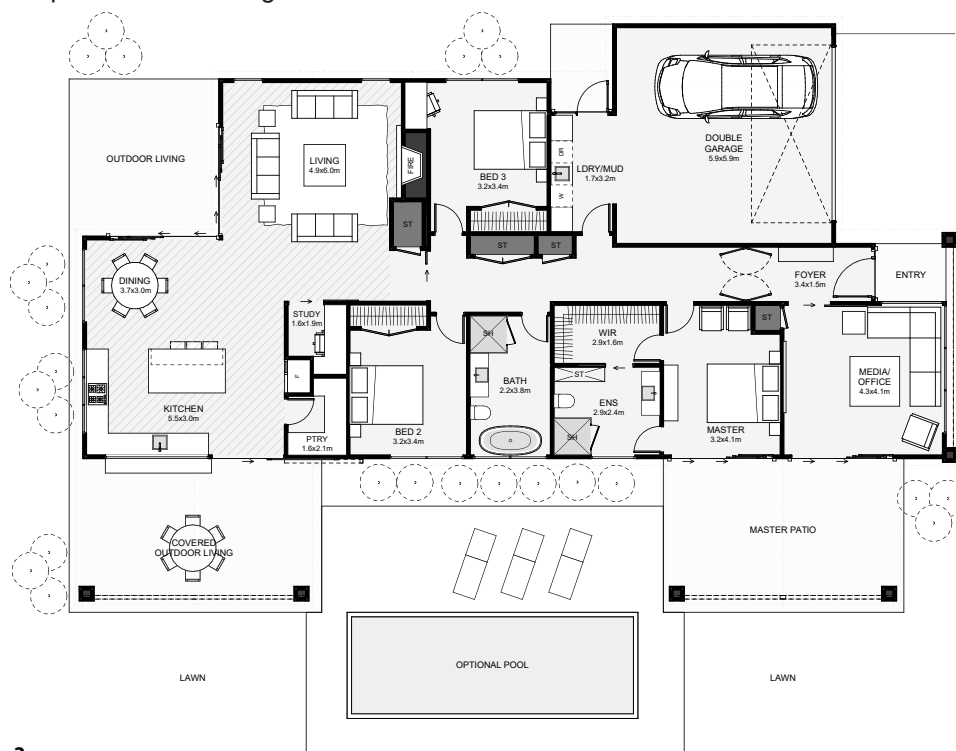 OUTDOOR LIVING
LIVING
4.9x6.0m
FIRE
ST
BED 3
3.2x3.4m
DR
W
LDRY/MUD
1.7x3.2m
DOUBLE
GARAGE
5.9x5.9m
ST
ST
DINING
3.7x3.0m
STUDY
1.6x1.9m
F
KITCHEN
5.5x3.0m
PTRY
1.6x2.1m
BED 2
3.2x3.4m
SH
BATH
2.2x3.8m
WIR
2.9x1.6m
ST
ENS
2.9x2.4m
SH
MASTER
3.2x4.1m
ST
FOYER
3.4x1.5m
ENTRY
MEDIA/
OFFICE
4.3x4.1m
COVERED
OUTDOOR LIVING
MASTER PATIO
OPTIONAL POOL
LAWN
LAWN